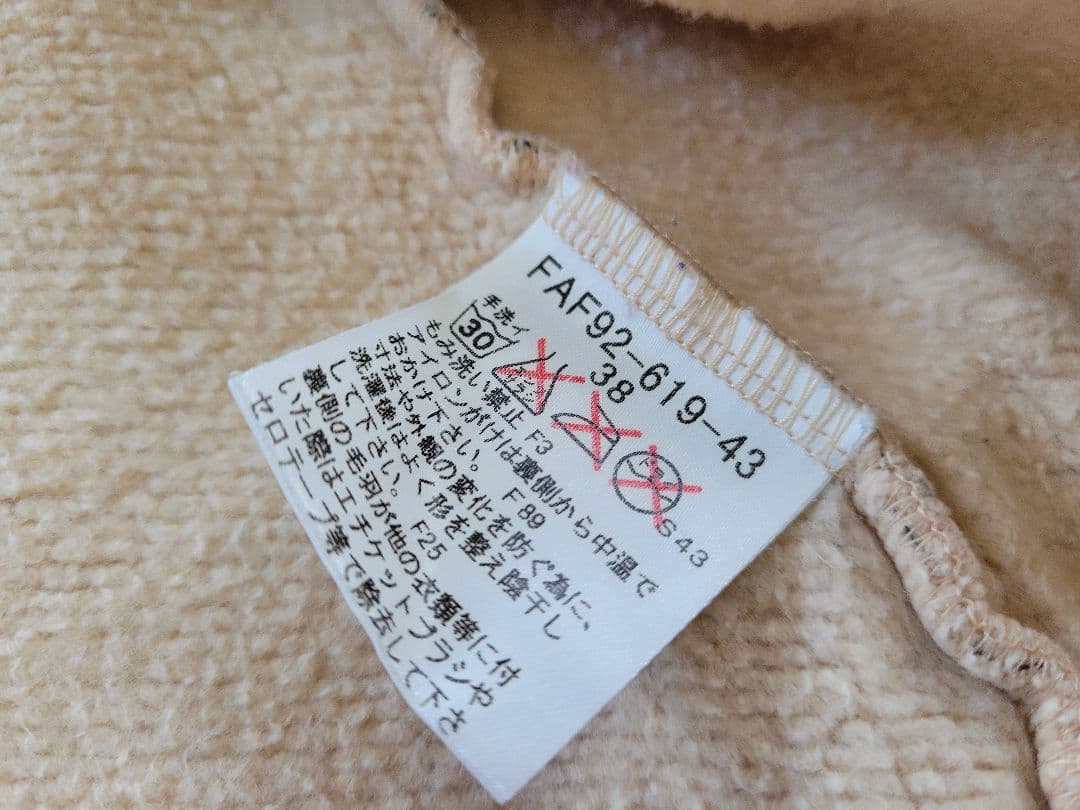 FAF92-619-43
38
手洗イ
30
S43
もみ洗い禁止 F3
アイロンがけは裏側から中温で
おかけ下さい。 F89
寸法や外観の変化を防ぐ為に、
洗濯後はよく形を整え陰干し
して下さい。 F25
裏側の毛羽が他の衣類等に付
いた際はエチケットブラシや
セロテープ等で除去して下さ